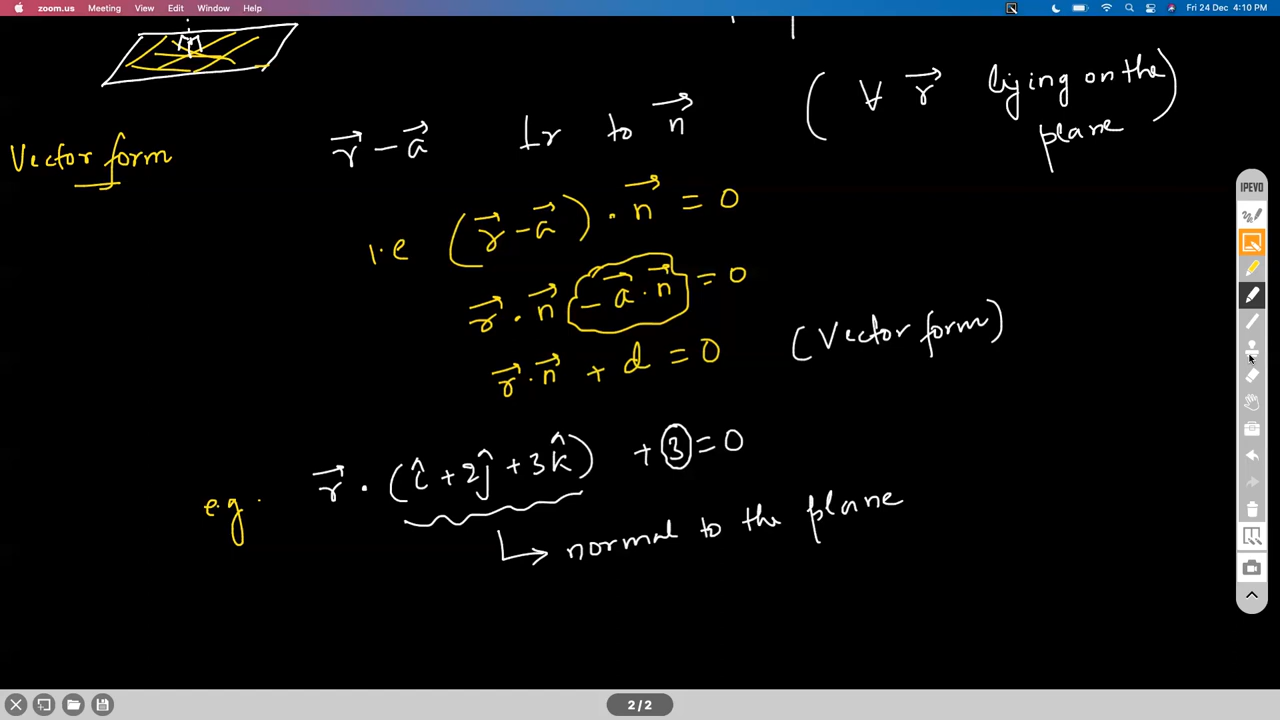 zoom.us Meeting View Edit Window Help Fri 24 Dec 4:10 PM
( ∀ r⃗ lying on the plane )
Vector form
r⃗ - a⃗ ⊥r to n⃗
i.e (r⃗ - a⃗) · n⃗ = 0
r⃗ · n⃗ - a⃗ · n⃗ = 0
r⃗ · n⃗ + d = 0 (Vector form)
e.g. r⃗ · (î + 2ĵ + 3k̂) + 3 = 0
↳ normal to the plane
IPEVO
2/2